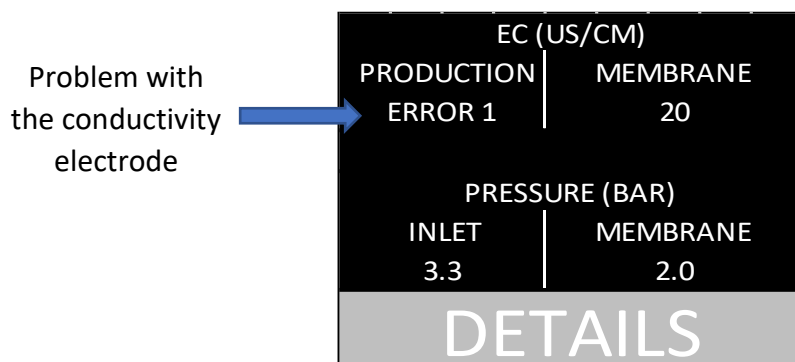 Problem with
the conductivity
electrode
EC (US/CM)
PRODUCTION MEMBRANE
ERROR 1 20
PRESSURE (BAR)
INLET MEMBRANE
3.3 2.0
DETAILS